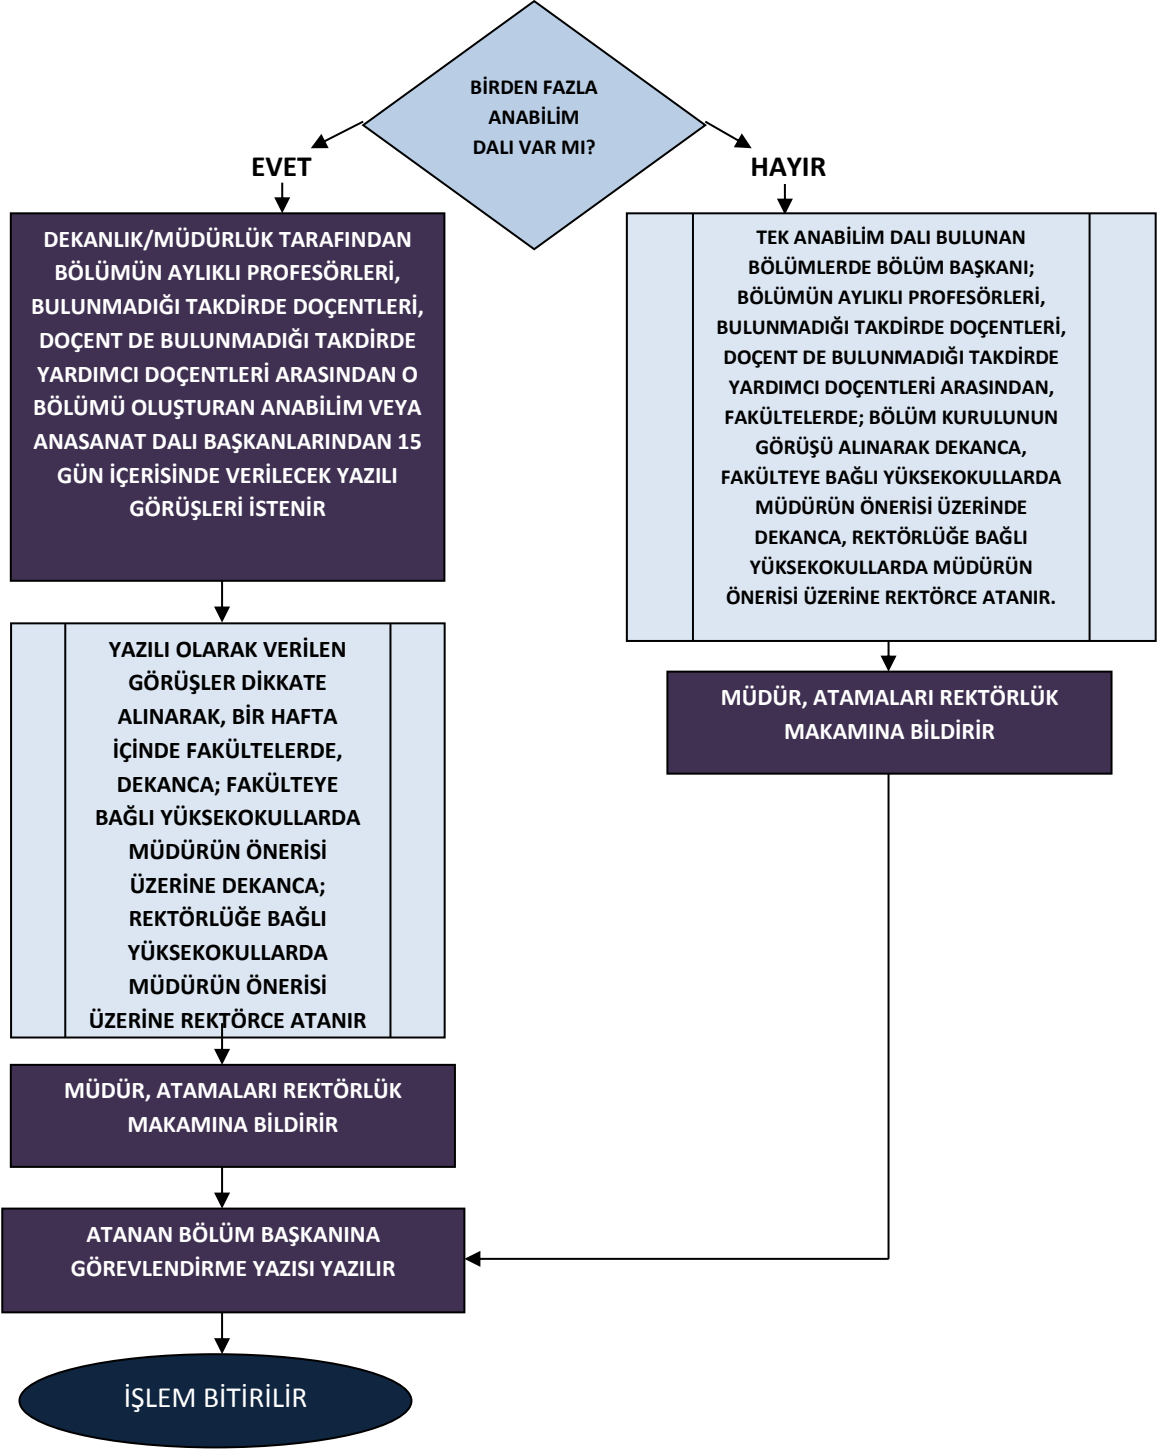 BİRDEN FAZLA
ANABİLİM
DALI VAR MI?
EVET
HAYIR
DEKANLIK/MÜDÜRLÜK TARAFINDAN
BÖLÜMÜN AYLIKLI PROFESÖRLERİ,
BULUNMADIĞI TAKDİRDE DOÇENTLERİ,
DOÇENT DE BULUNMADIĞI TAKDİRDE
YARDIMCI DOÇENTLERİ ARASINDAN O
BÖLÜMÜ OLUŞTURAN ANABİLİM VEYA
ANASANAT DALI BAŞKANLARINDAN 15
GÜN İÇERİSİNDE VERİLECEK YAZILI
GÖRÜŞLERİ İSTENİR
TEK ANABİLİM DALI BULUNAN
BÖLÜMLERDE BÖLÜM BAŞKANI;
BÖLÜMÜN AYLIKLI PROFESÖRLERİ,
BULUNMADIĞI TAKDİRDE DOÇENTLERİ,
DOÇENT DE BULUNMADIĞI TAKDİRDE
YARDIMCI DOÇENTLERİ ARASINDAN,
FAKÜLTELERDE; BÖLÜM KURULUNUN
GÖRÜŞÜ ALINARAK DEKANCA,
FAKÜLTEYE BAĞLI YÜKSEKOKULLARDA
MÜDÜRÜN ÖNERİSİ ÜZERİNDE
DEKANCA, REKTÖRLÜĞE BAĞLI
YÜKSEKOKULLARDA MÜDÜRÜN
ÖNERİSİ ÜZERİNE REKTÖRCE ATANIR.
YAZILI OLARAK VERİLEN
GÖRÜŞLER DİKKATE
ALINARAK, BİR HAFTA
İÇİNDE FAKÜLTELERDE,
DEKANCA; FAKÜLTEYE
BAĞLI YÜKSEKOKULLARDA
MÜDÜRÜN ÖNERİSİ
ÜZERİNE DEKANCA;
REKTÖRLÜĞE BAĞLI
YÜKSEKOKULLARDA
MÜDÜRÜN ÖNERİSİ
ÜZERİNE REKTÖRCE ATANIR
MÜDÜR, ATAMALARI REKTÖRLÜK
MAKAMINA BİLDİRİR
MÜDÜR, ATAMALARI REKTÖRLÜK
MAKAMINA BİLDİRİR
ATANAN BÖLÜM BAŞKANINA
GÖREVLENDİRME YAZISI YAZILIR
İŞLEM BİTİRİLİR